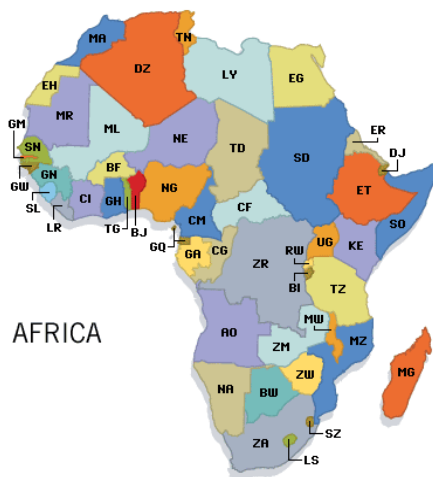 MA
TN
DZ
LY
EG
EH
MR
ML
NE
TD
SD
ER
DJ
GM
SN
GW
GN
BF
NG
ET
SL
CI
GH
CM
CF
SO
LR
TG
BJ
GQ
GA
CG
ZR
RW
UG
KE
BI
TZ
AO
MW
ZM
MZ
AFRICA
ZW
MG
NA
BW
SZ
ZA
LS